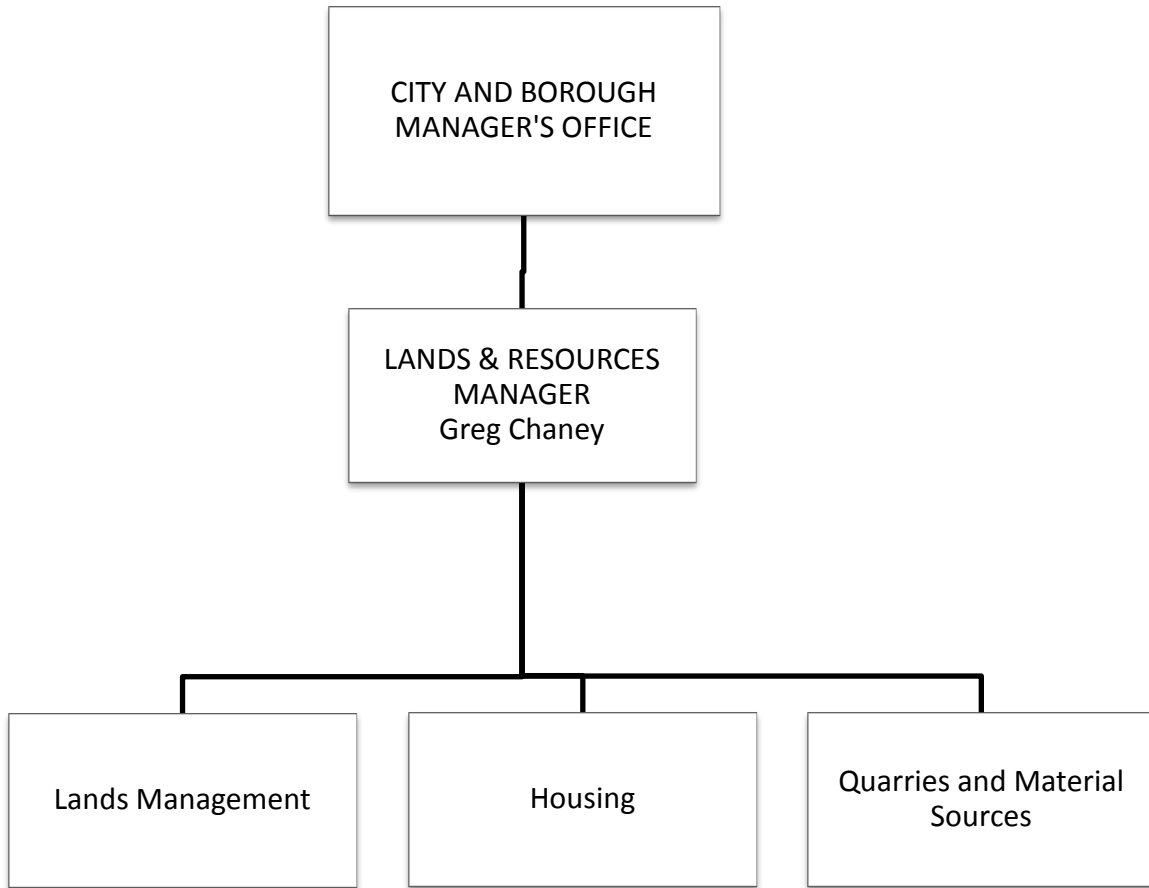 CITY AND BOROUGH
MANAGER'S OFFICE
LANDS & RESOURCES
MANAGER
Greg Chaney
Lands Management
Housing
Quarries and Material
Sources